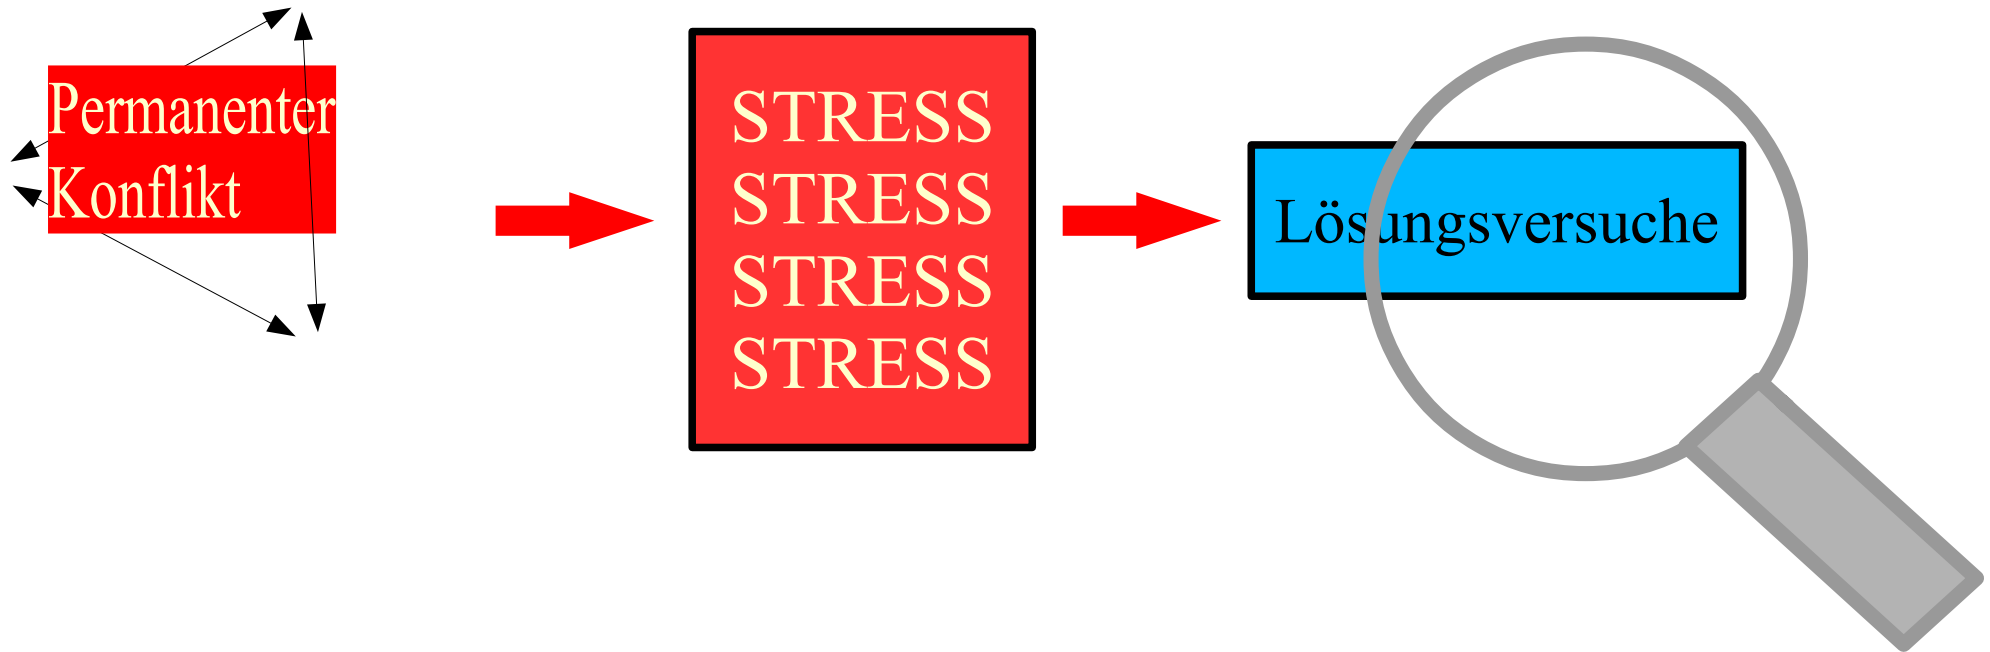 Permanenter
Konflikt
STRESS
STRESS
STRESS
STRESS
Lösungsversuche